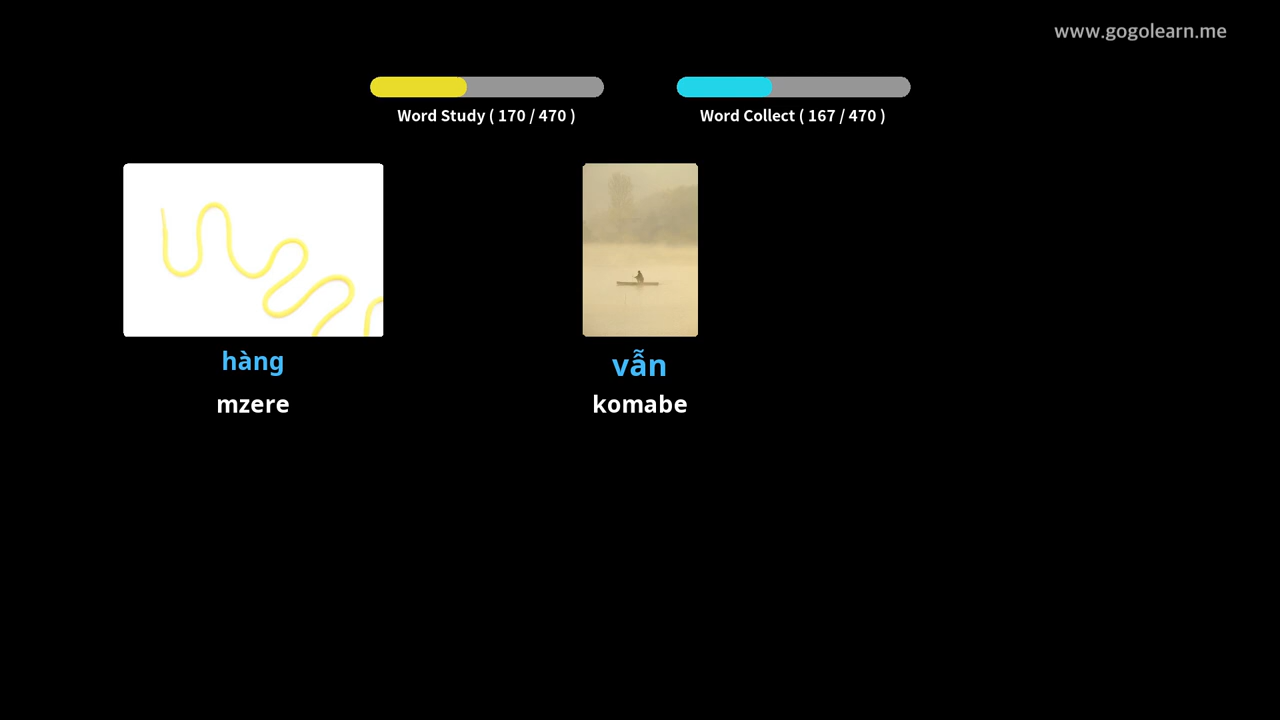 www.gogolearn.me
Word Study ( 170 / 470 )
Word Collect ( 167 / 470 )
hàng
mzere
vẫn
komabe